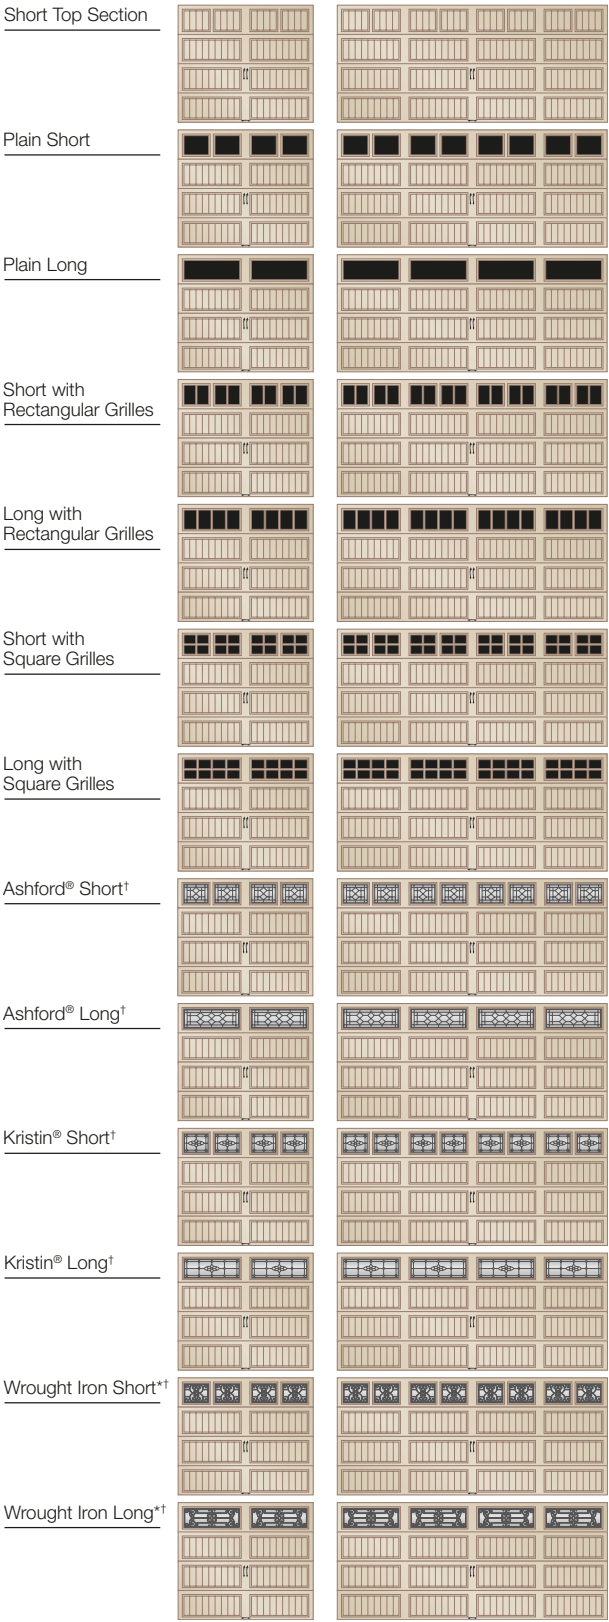 Short Top Section
Plain Short
Plain Long
Short with
Rectangular Grilles
Long with
Rectangular Grilles
Short with
Square Grilles
Long with
Square Grilles
Ashford® Short†
Ashford® Long†
Kristin® Short†
Kristin® Long†
Wrought Iron Short*†
Wrought Iron Long*†